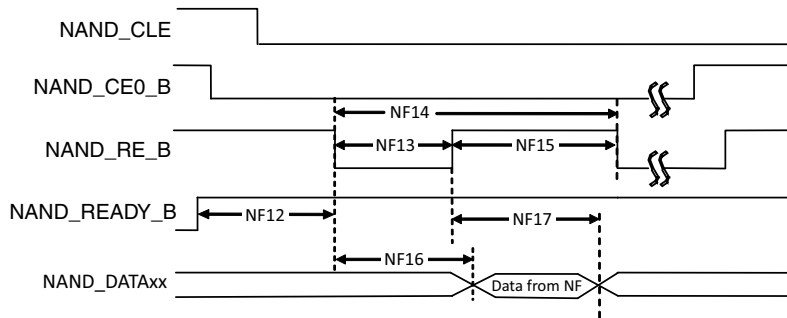 NAND_CLE
NAND_CE0_B
NF14
NAND_RE_B
NF13
NF15
NAND_READY_B
NF12
NF17
NF16
NAND_DATAxx
Data from NF